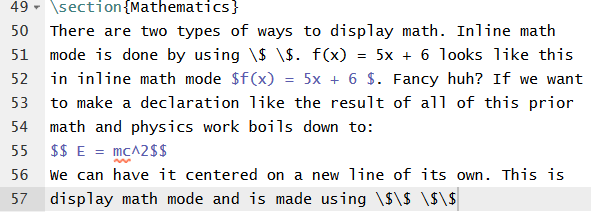 49 \section{Mathematics}
50 There are two types of ways to display math. Inline math
51 mode is done by using \$ \$. f(x) = 5x + 6 looks like this
52 in inline math mode $f(x) = 5x + 6 $. Fancy huh? If we want
53 to make a declaration like the result of all of this prior
54 math and physics work boils down to:
55 $$ E = mc^2$$
56 We can have it centered on a new line of its own. This is
57 display math mode and is made using \$\$ \$\$